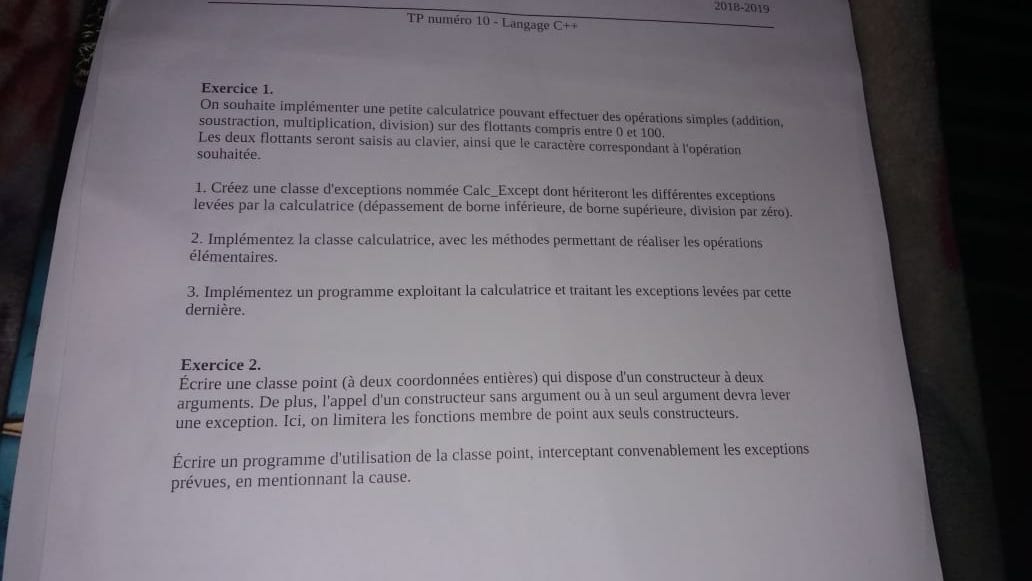 2018-2019
TP numéro 10 - Langage C++
Exercice 1.
On souhaite implémenter une petite calculatrice pouvant effectuer des opérations simples (addition,
soustraction, multiplication, division) sur des flottants compris entre 0 et 100.
Les deux flottants seront saisis au clavier, ainsi que le caractère correspondant à l'opération
souhaitée.
1. Créez une classe d'exceptions nommée Calc_Except dont hériteront les différentes exceptions
levées par la calculatrice (dépassement de borne inférieure, de borne supérieure, division par zéro).
2. Implémentez la classe calculatrice, avec les méthodes permettant de réaliser les opérations
élémentaires.
3. Implémentez un programme exploitant la calculatrice et traitant les exceptions levées par cette
dernière.
Exercice 2.
Écrire une classe point (à deux coordonnées entières) qui dispose d'un constructeur à deux
arguments. De plus, l'appel d'un constructeur sans argument ou à un seul argument devra lever
une exception. Ici, on limitera les fonctions membre de point aux seuls constructeurs.
Écrire un programme d'utilisation de la classe point, interceptant convenablement les exceptions
prévues, en mentionnant la cause.